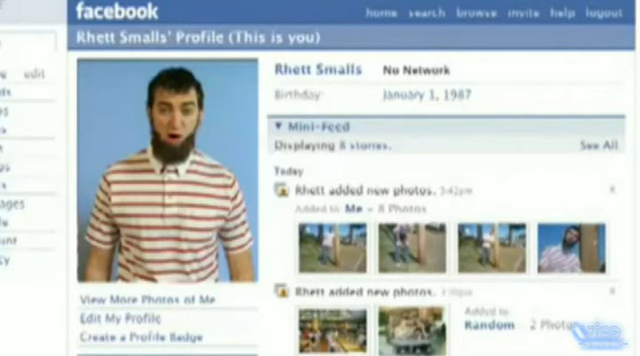 facebook
home search browse invite help logout
Rhett Smalls' Profile (This is you)
edit
Rhett Smalls No Network
Birthday: January 1, 1987
Mini-Feed
Displaying 8 stories. See All
Today
Rhett added new photos. 3:42pm x
Added to Me - 8 Photos
Rhett added new photos. x
Added to
Random - 2 Photos
View More Photos of Me
Edit My Profile
Create a Profile Badge